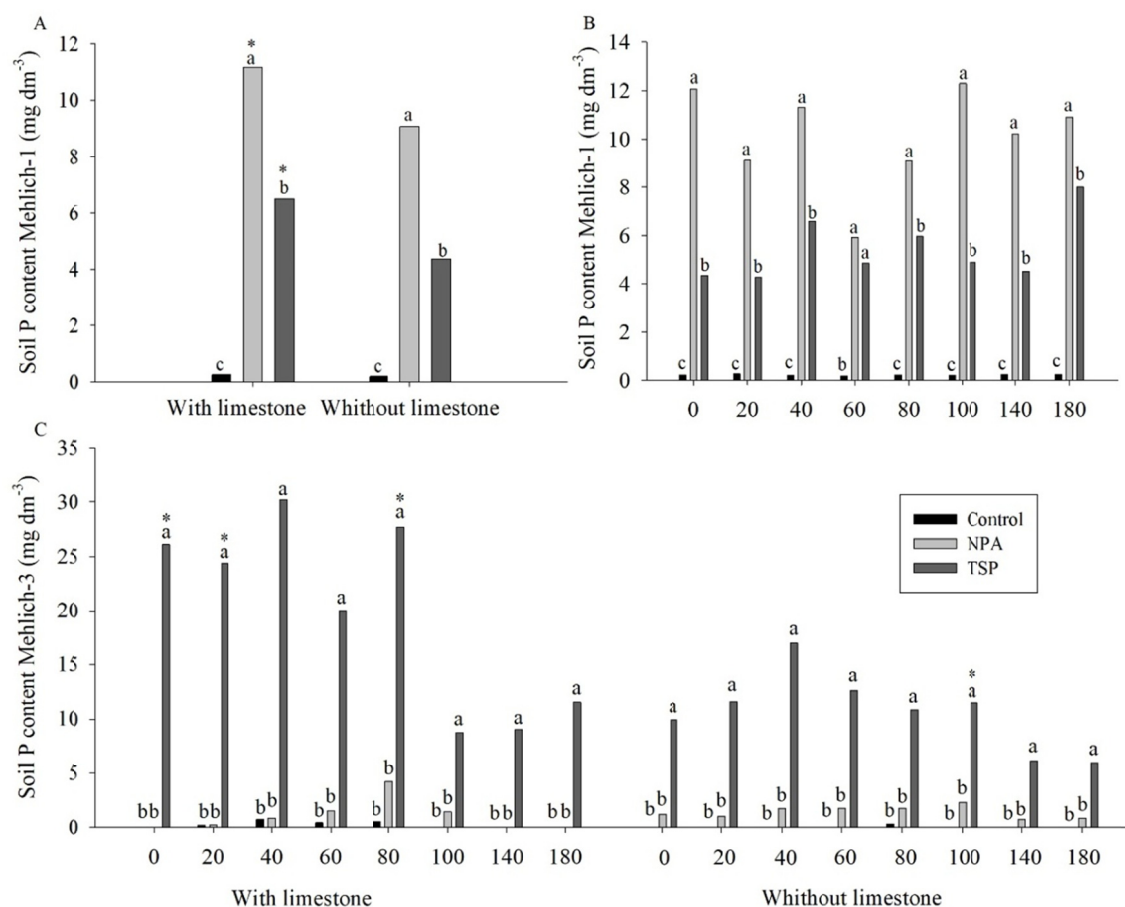 A
Soil P content Mehlich-1 (mg dm⁻³)
12
10
8
6
4
2
0
c
*
a
*
b
c
a
b
With limestone
Whithout limestone
B
Soil P content Mehlich-1 (mg dm⁻³)
14
12
10
8
6
4
2
0
c
a
b
c
a
b
c
a
b
b
a
a
c
a
b
c
a
b
c
a
b
c
a
b
0 20 40 60 80 100 140 180
C
Soil P content Mehlich-3 (mg dm⁻³)
35
30
25
20
15
10
5
0
b
b
*
a
b
b
*
a
b
b
a
b
b
a
b
b
*
a
b
b
a
b
b
a
b
b
a
b
b
a
b
b
a
b
b
a
b
b
a
b
b
a
b
b
*
a
b
b
a
b
b
a
0 20 40 60 80 100 140 180
0 20 40 60 80 100 140 180
With limestone
Whithout limestone
Control
NPA
TSP